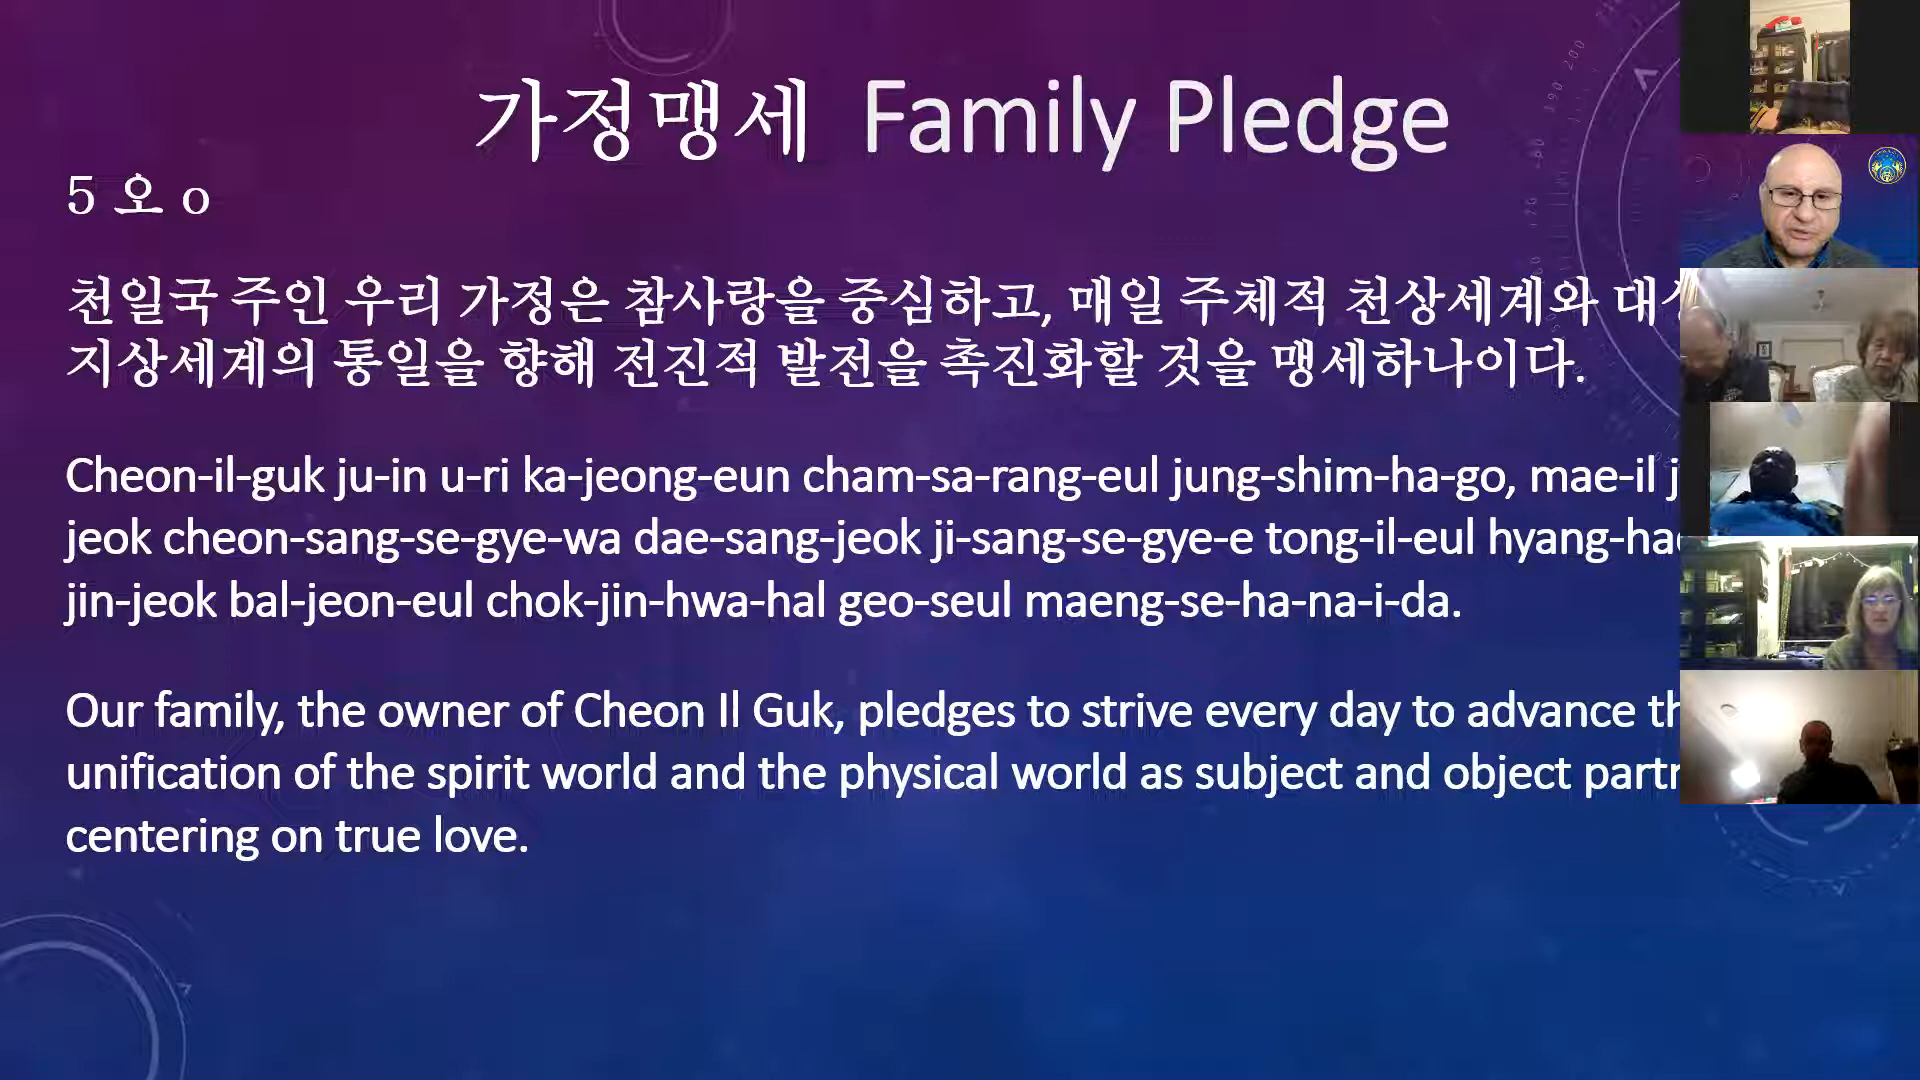 가정맹세 Family Pledge
5 오 o
천일국 주인 우리 가정은 참사랑을 중심하고, 매일 주체적 천상세계와
지상세계의 통일을 향해 전진적 발전을 촉진화할 것을 맹세하나이다.
Cheon-il-guk ju-in u-ri ka-jeong-eun cham-sa-rang-eul jung-shim-ha-go, mae-il
jeok cheon-sang-se-gye-wa dae-sang-jeok ji-sang-se-gye-e tong-il-eul
jin-jeok bal-jeon-eul chok-jin-hwa-hal geo-seul maeng-se-ha-na-i-da.
Our family, the owner of Cheon Il Guk, pledges to strive every day to advance
unification of the spirit world and the physical world as subject and object
centering on true love.